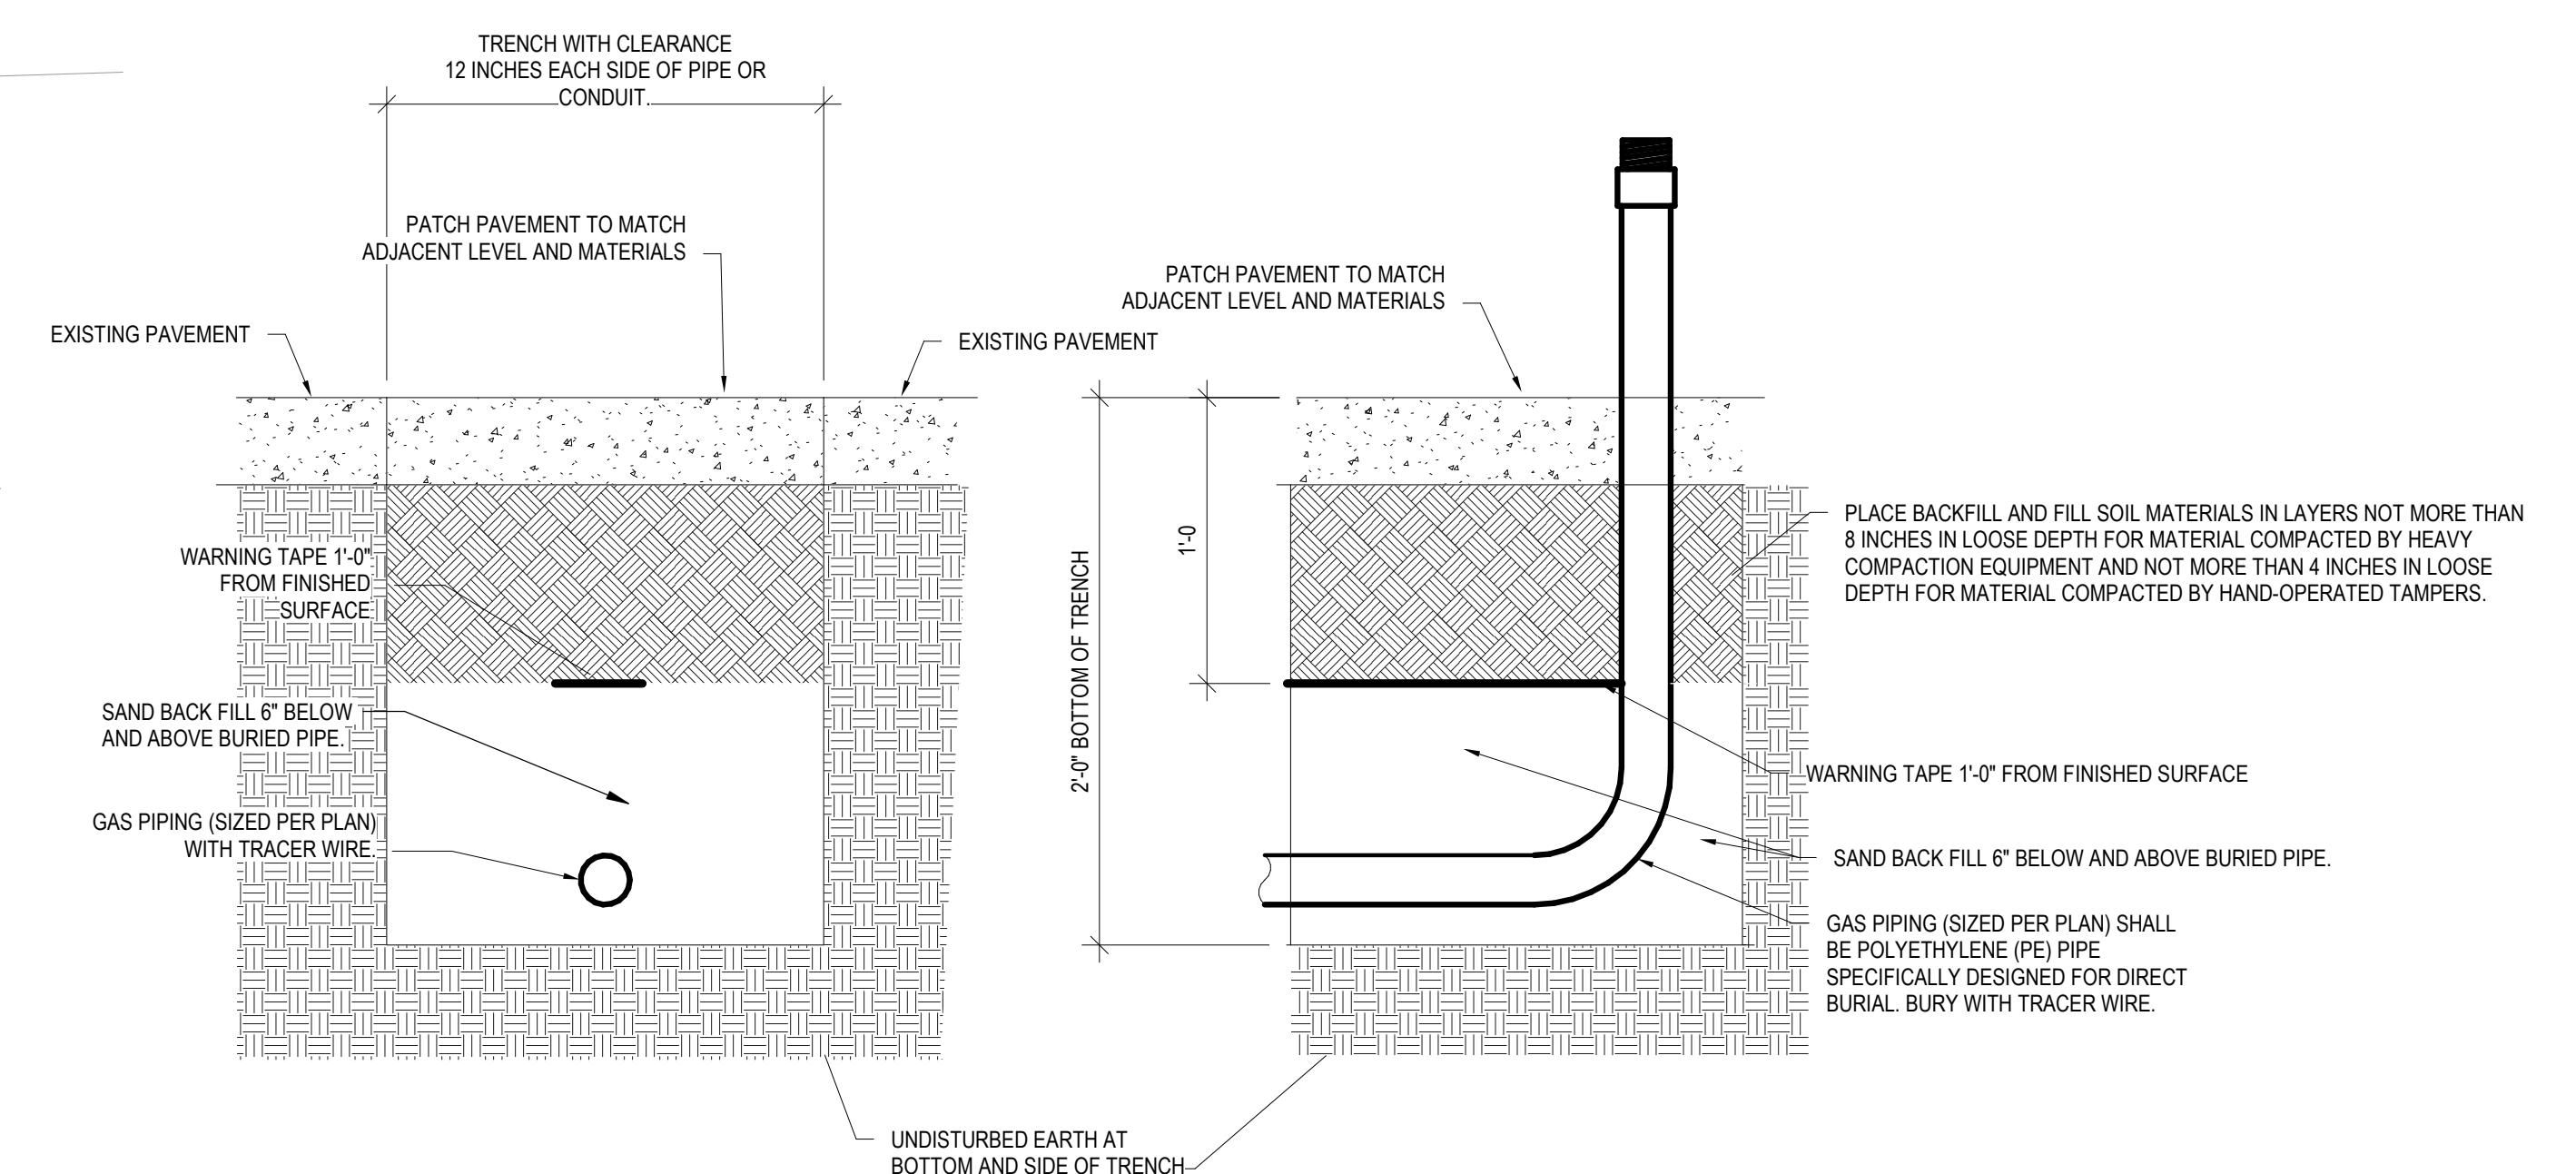 TRENCH WITH CLEARANCE
12 INCHES EACH SIDE OF PIPE OR
CONDUIT.
PATCH PAVEMENT TO MATCH
ADJACENT LEVEL AND MATERIALS
EXISTING PAVEMENT
EXISTING PAVEMENT
WARNING TAPE 1'-0"
FROM FINISHED
SURFACE
SAND BACK FILL 6" BELOW
AND ABOVE BURIED PIPE.
GAS PIPING (SIZED PER PLAN)
WITH TRACER WIRE.
UNDISTURBED EARTH AT
BOTTOM AND SIDE OF TRENCH
PATCH PAVEMENT TO MATCH
ADJACENT LEVEL AND MATERIALS
2'-0" BOTTOM OF TRENCH
1'-0
PLACE BACKFILL AND FILL SOIL MATERIALS IN LAYERS NOT MORE THAN
8 INCHES IN LOOSE DEPTH FOR MATERIAL COMPACTED BY HEAVY
COMPACTION EQUIPMENT AND NOT MORE THAN 4 INCHES IN LOOSE
DEPTH FOR MATERIAL COMPACTED BY HAND-OPERATED TAMPERS.
WARNING TAPE 1'-0" FROM FINISHED SURFACE
SAND BACK FILL 6" BELOW AND ABOVE BURIED PIPE.
GAS PIPING (SIZED PER PLAN) SHALL
BE POLYETHYLENE (PE) PIPE
SPECIFICALLY DESIGNED FOR DIRECT
BURIAL. BURY WITH TRACER WIRE.